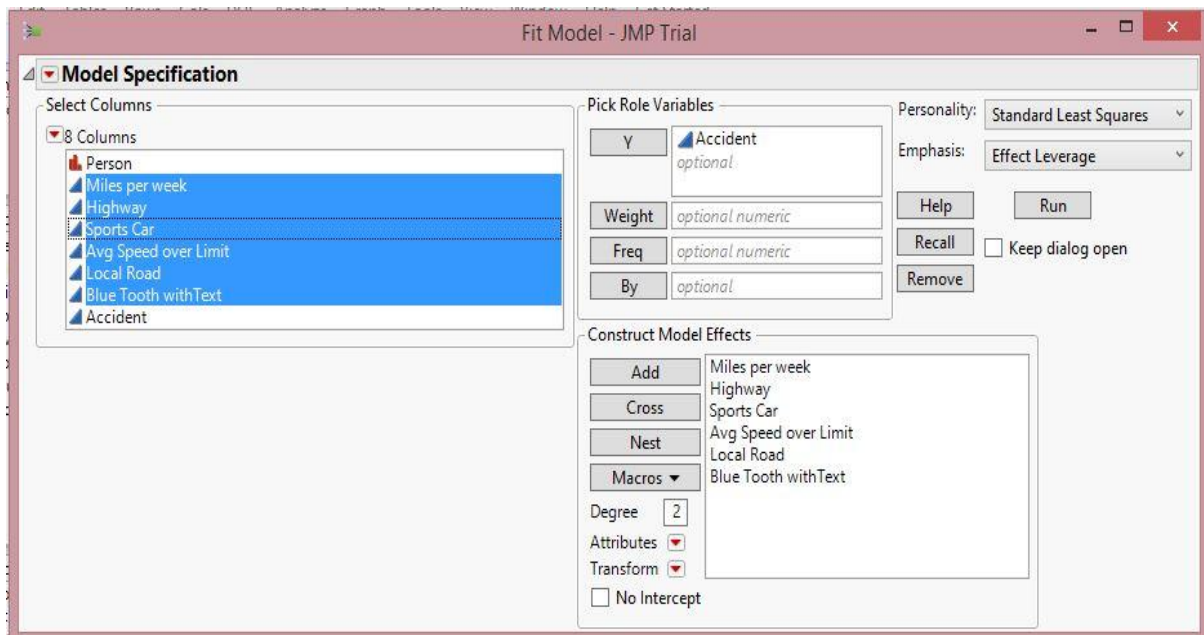 Fit Model - JMP Trial
Model Specification
Select Columns
8 Columns
Person
Miles per week
Highway
Sports Car
Avg Speed over Limit
Local Road
Blue Tooth withText
Accident
Pick Role Variables
Y
Accident
optional
Weight
optional numeric
Freq
optional numeric
By
optional
Personality:
Standard Least Squares
Emphasis:
Effect Leverage
Help
Run
Recall
Keep dialog open
Remove
Construct Model Effects
Add
Cross
Nest
Macros
Miles per week
Highway
Sports Car
Avg Speed over Limit
Local Road
Blue Tooth withText
Degree
2
Attributes
Transform
No Intercept